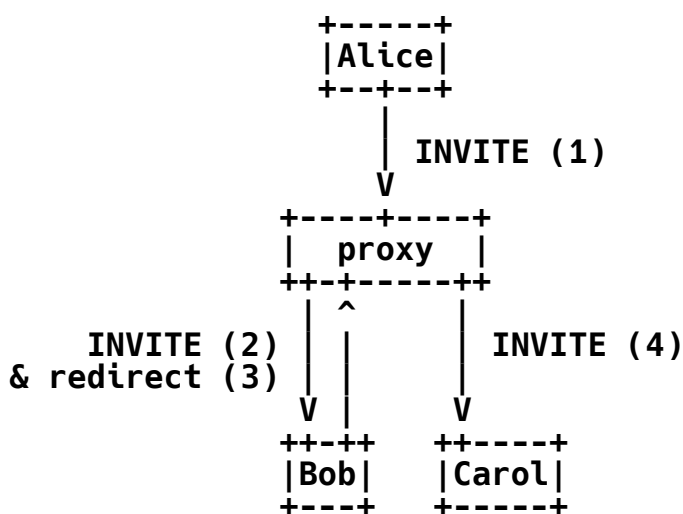 Alice
INVITE (1)
proxy
INVITE (2)
INVITE (4)
& redirect (3)
Bob
Carol